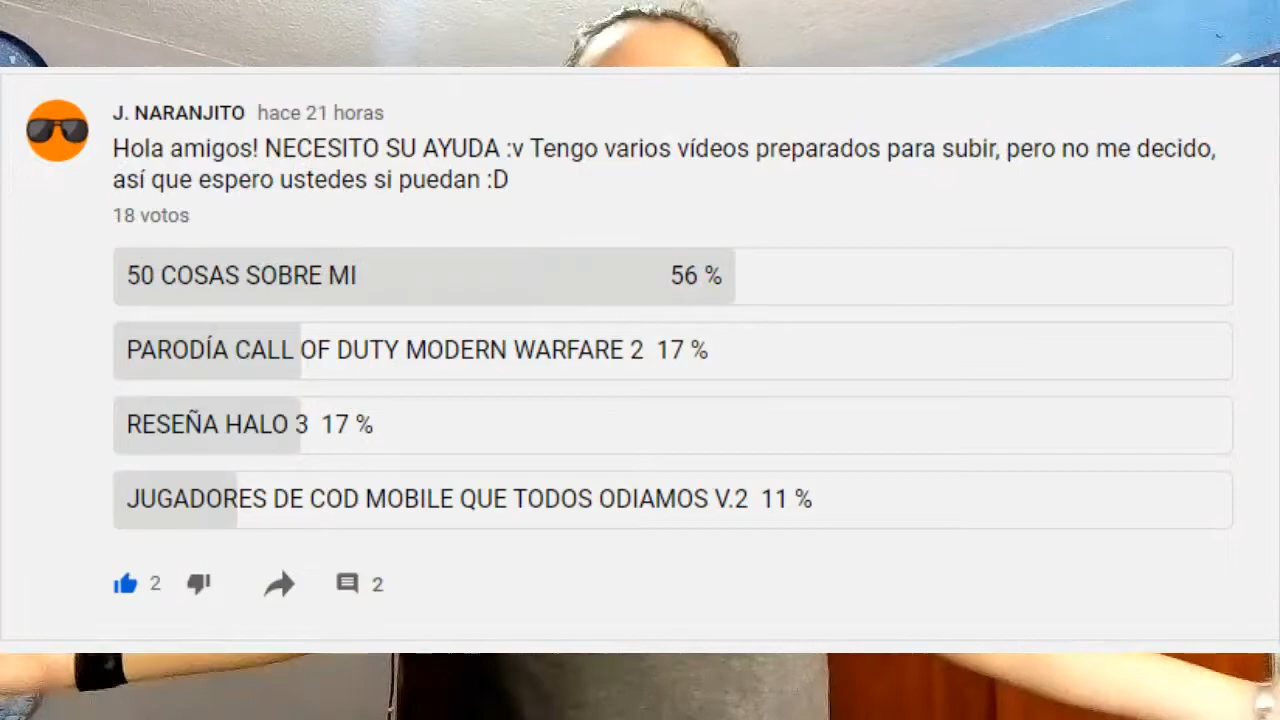 J. NARANJITO hace 21 horas
Hola amigos! NECESITO SU AYUDA :v Tengo varios vídeos preparados para subir, pero no me decido,
así que espero ustedes si puedan :D
18 votos
50 COSAS SOBRE MI 56 %
PARODÍA CALL OF DUTY MODERN WARFARE 2 17 %
RESEÑA HALO 3 17 %
JUGADORES DE COD MOBILE QUE TODOS ODIAMOS V.2 11 %
2 2